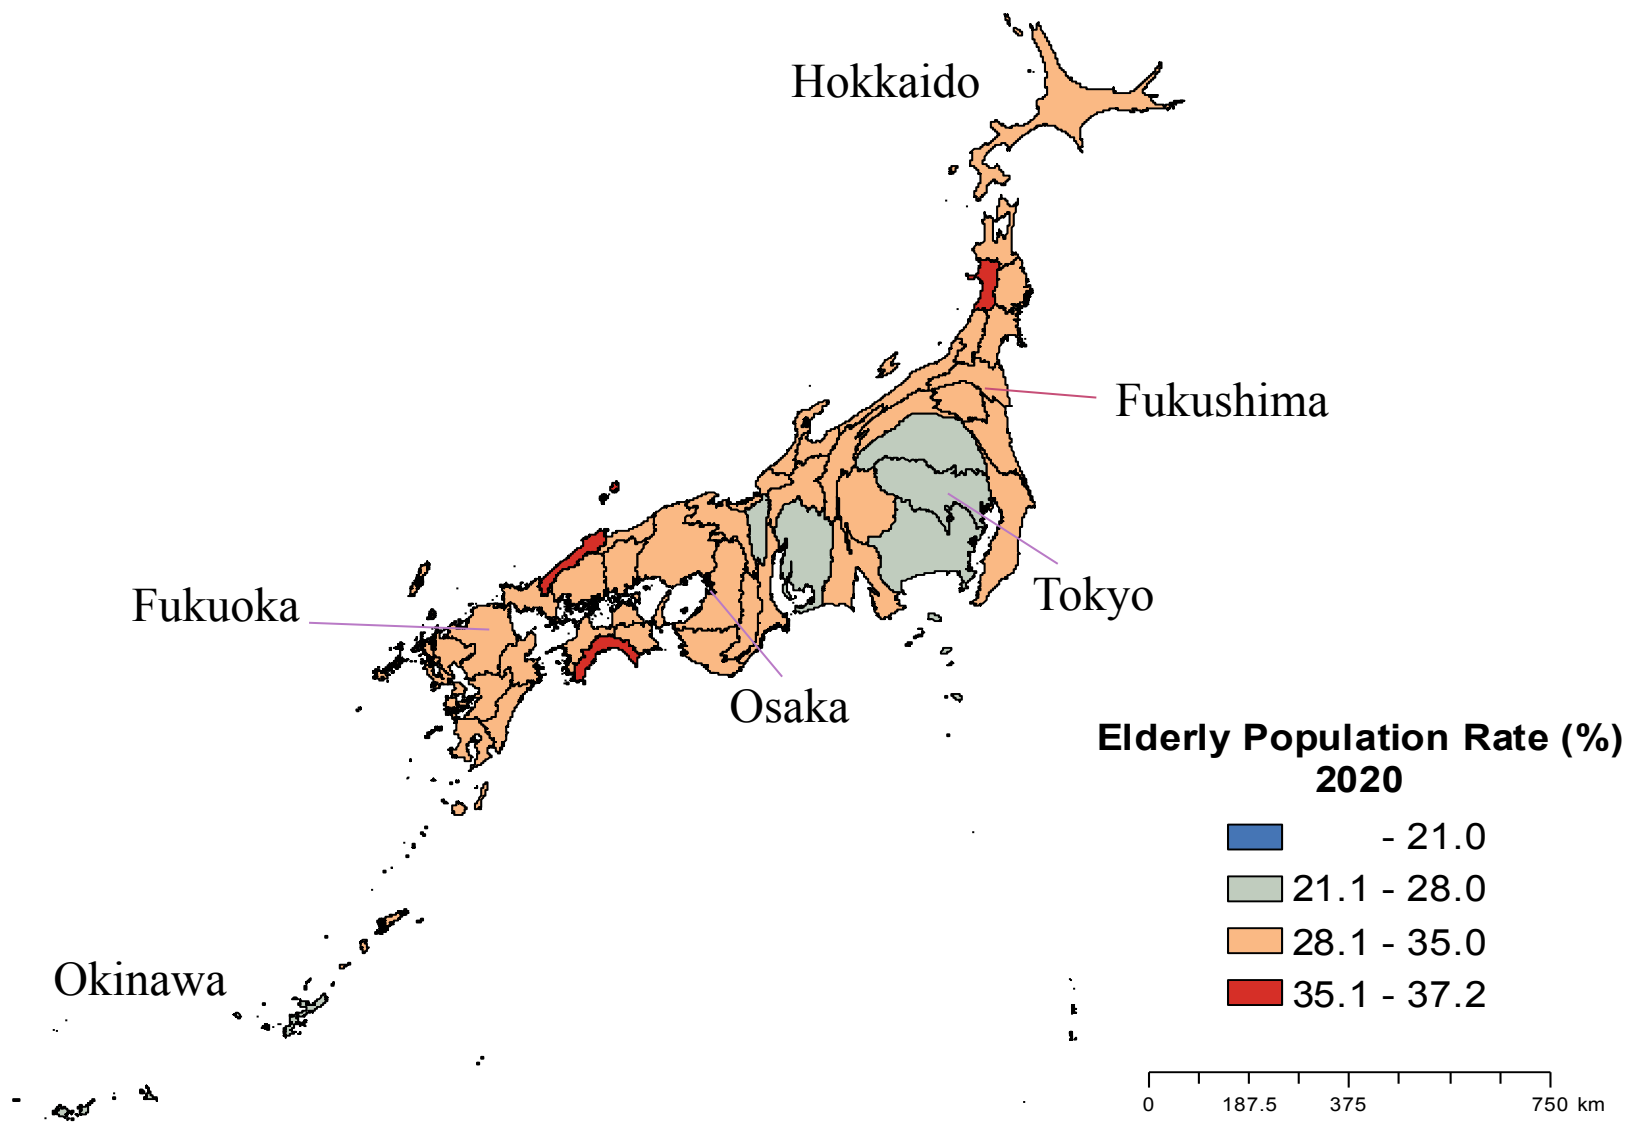 Hokkaido
Fukushima
Fukuoka
Tokyo
Osaka
Okinawa
Elderly Population Rate (%)
2020
- 21.0
21.1 - 28.0
28.1 - 35.0
35.1 - 37.2
0 187.5 375 750 km